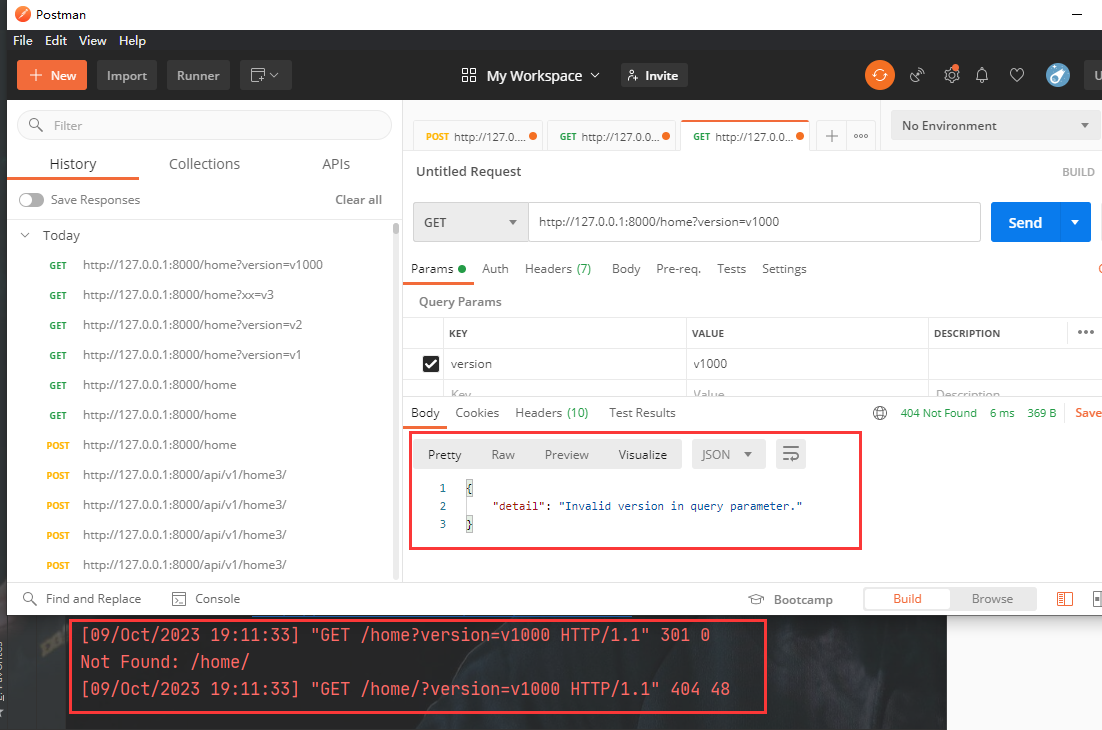 Postman
File Edit View Help
New Import Runner My Workspace Invite
Filter
History Collections APIs
Save Responses Clear all
Today
GET http://127.0.0.1:8000/home?version=v1000
GET http://127.0.0.1:8000/home?xx=v3
GET http://127.0.0.1:8000/home?version=v2
GET http://127.0.0.1:8000/home?version=v1
GET http://127.0.0.1:8000/home
GET http://127.0.0.1:8000/home
POST http://127.0.0.1:8000/home
POST http://127.0.0.1:8000/api/v1/home3/
POST http://127.0.0.1:8000/api/v1/home3/
POST http://127.0.0.1:8000/api/v1/home3/
POST http://127.0.0.1:8000/api/v1/home3/
POST http://127.0.... GET http://127.0.0... GET http://127.0.0... No Environment
Untitled Request BUILD
GET http://127.0.0.1:8000/home?version=v1000 Send
Params Auth Headers (7) Body Pre-req. Tests Settings
Query Params
KEY VALUE DESCRIPTION
version v1000
Key Value Description
Body Cookies Headers (10) Test Results 404 Not Found 6 ms 369 B Save
Pretty Raw Preview Visualize JSON
1 {
2 "detail": "Invalid version in query parameter."
3 }
Find and Replace Console Bootcamp Build Browse
[09/Oct/2023 19:11:33] "GET /home?version=v1000 HTTP/1.1" 301 0
Not Found: /home/
[09/Oct/2023 19:11:33] "GET /home/?version=v1000 HTTP/1.1" 404 48